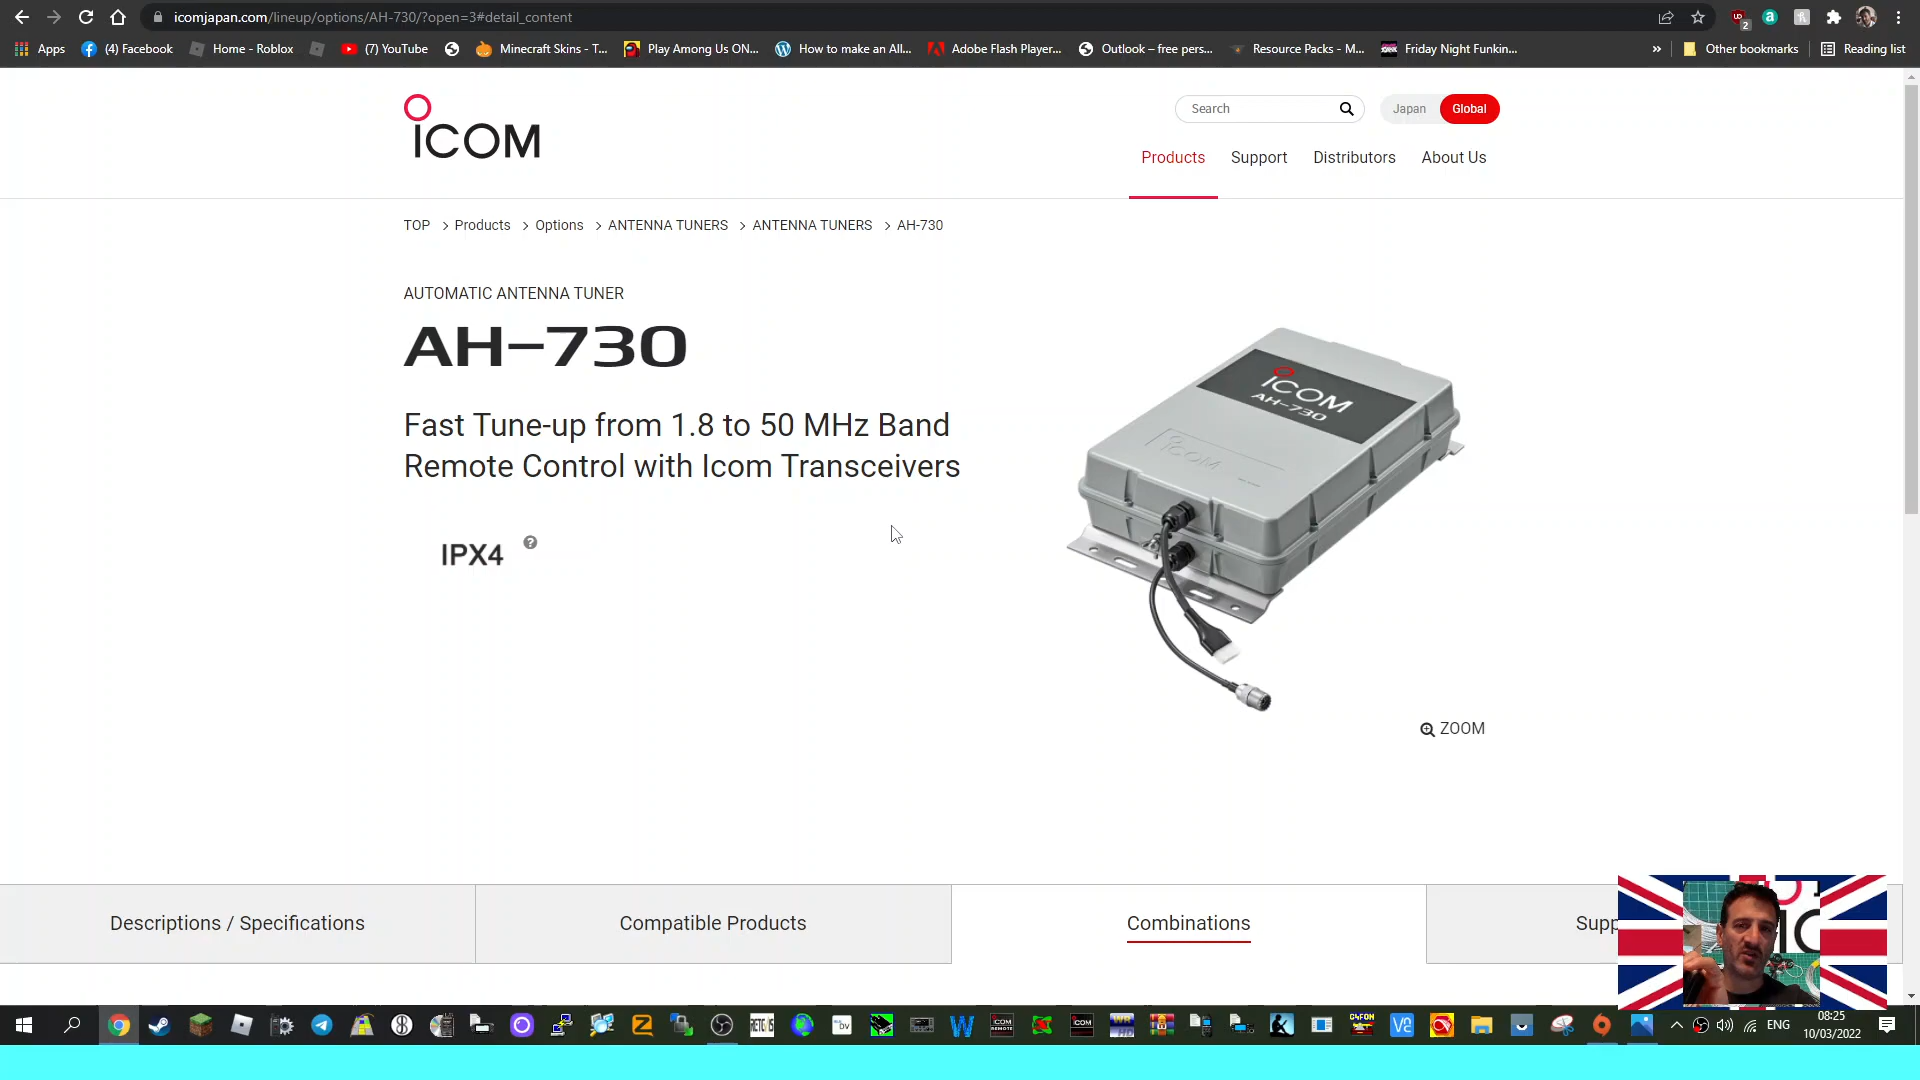 icomjapan.com/lineup/options/AH-730/?open=3#detail_content
2
Apps
(4) Facebook
Home - Roblox
(7) YouTube
Minecraft Skins - T...
Play Among Us ON...
How to make an All...
Adobe Flash Player...
Outlook – free pers...
Resource Packs - M...
Friday Night Funkin...
»
Other bookmarks
Reading list
ICOM
Search
Japan
Global
Products
Support
Distributors
About Us
TOP > Products > Options > ANTENNA TUNERS > ANTENNA TUNERS > AH-730
AUTOMATIC ANTENNA TUNER
AH-730
Fast Tune-up from 1.8 to 50 MHz Band
Remote Control with Icom Transceivers
IPX4
?
ICOM
AH-730
ICOM
ZOOM
Descriptions / Specifications
Compatible Products
Combinations
Supp
IC
ENG
08:25
10/03/2022